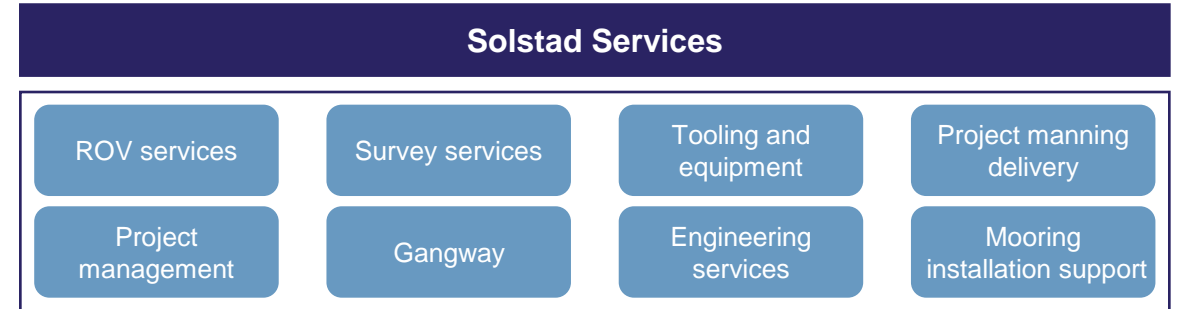 Solstad Services
ROV services
Survey services
Tooling and
equipment
Project manning
delivery
Project
management
Gangway
Engineering
services
Mooring
installation support